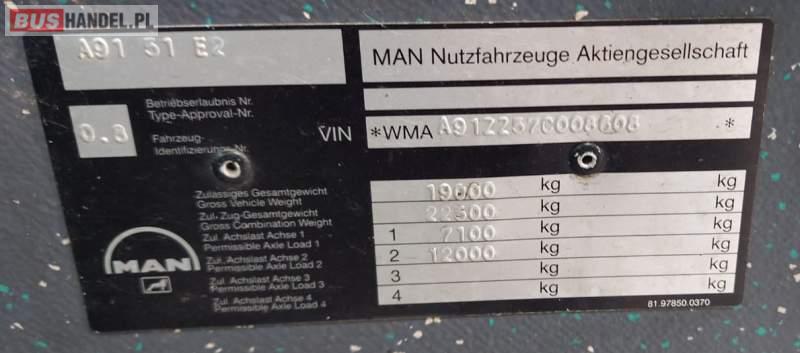 BUSHANDEL.PL
A91 31 E2
MAN Nutzfahrzeuge Aktiengesellschaft
Betriebserlaubnis Nr.
Type-Approval-Nr.
0.8
Fahrzeug-
Identifizierungs-Nr.
VIN *WMA *
Zulässiges Gesamtgewicht
Gross Vehicle Weight
19000 kg kg
Zul. Zug-Gesamtgewicht
Gross Combination Weight
22300 kg kg
Zul. Achslast Achse 1
Permissible Axle Load 1
1 7100 kg kg
Zul. Achslast Achse 2
Permissible Axle Load 2
2 12000 kg kg
Zul. Achslast Achse 3
Permissible Axle Load 3
3 kg kg
Zul. Achslast Achse 4
Permissible Axle Load 4
4 kg kg
MAN
81.97850.0370